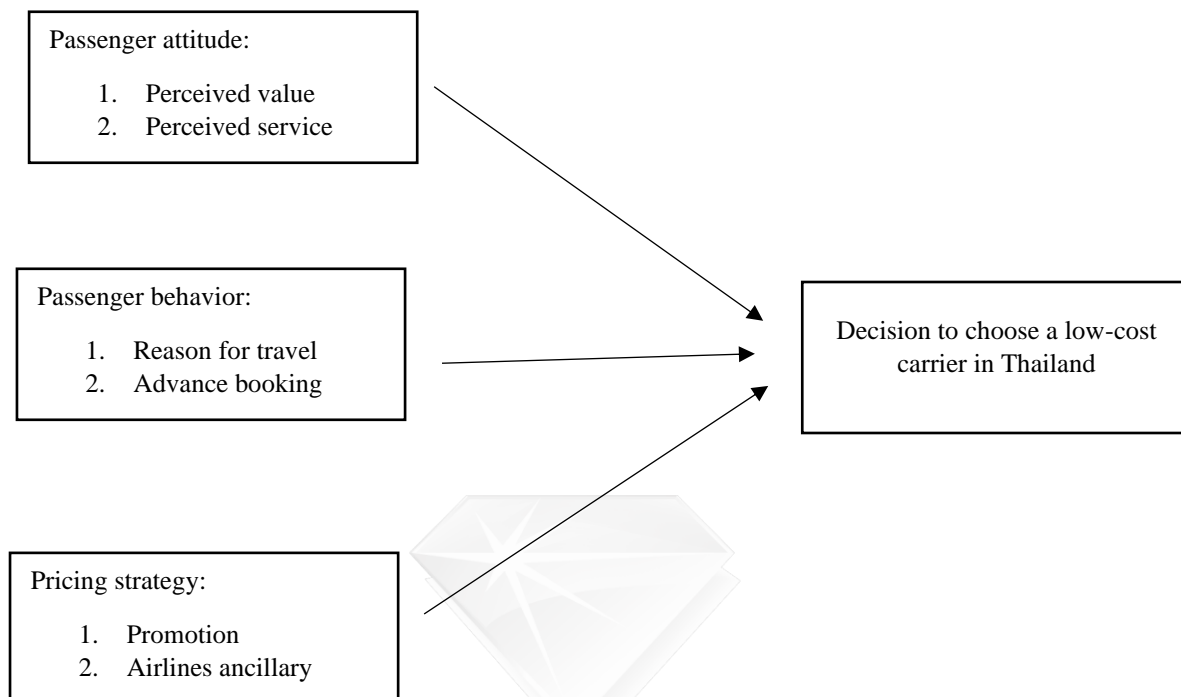 Passenger attitude:
1. Perceived value
2. Perceived service
Passenger behavior:
1. Reason for travel
2. Advance booking
Decision to choose a low-cost
carrier in Thailand
Pricing strategy:
1. Promotion
2. Airlines ancillary